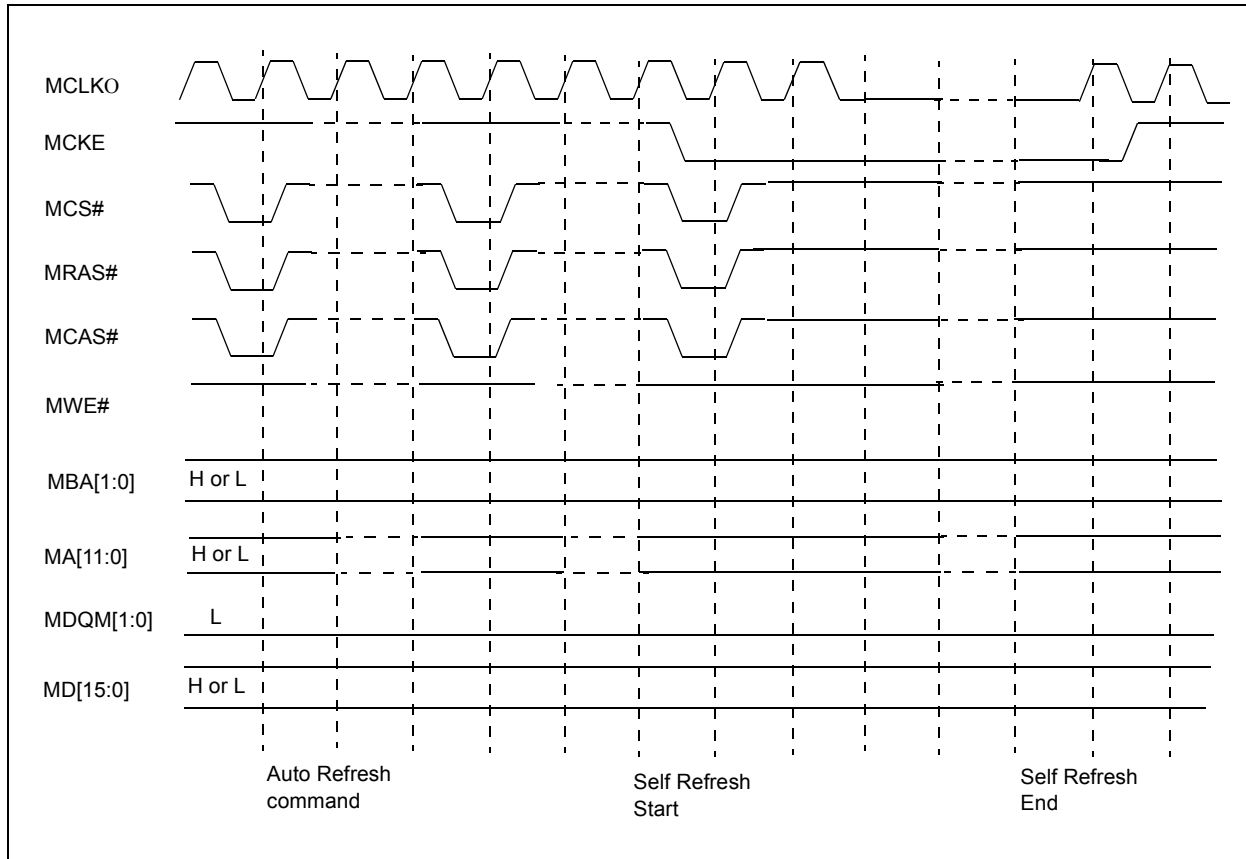 MCLKO
MCKE
MCS#
MRAS#
MCAS#
MWE#
MBA[1:0] H or L
MA[11:0] H or L
MDQM[1:0] L
MD[15:0] H or L
Auto Refresh
command
Self Refresh
Start
Self Refresh
End